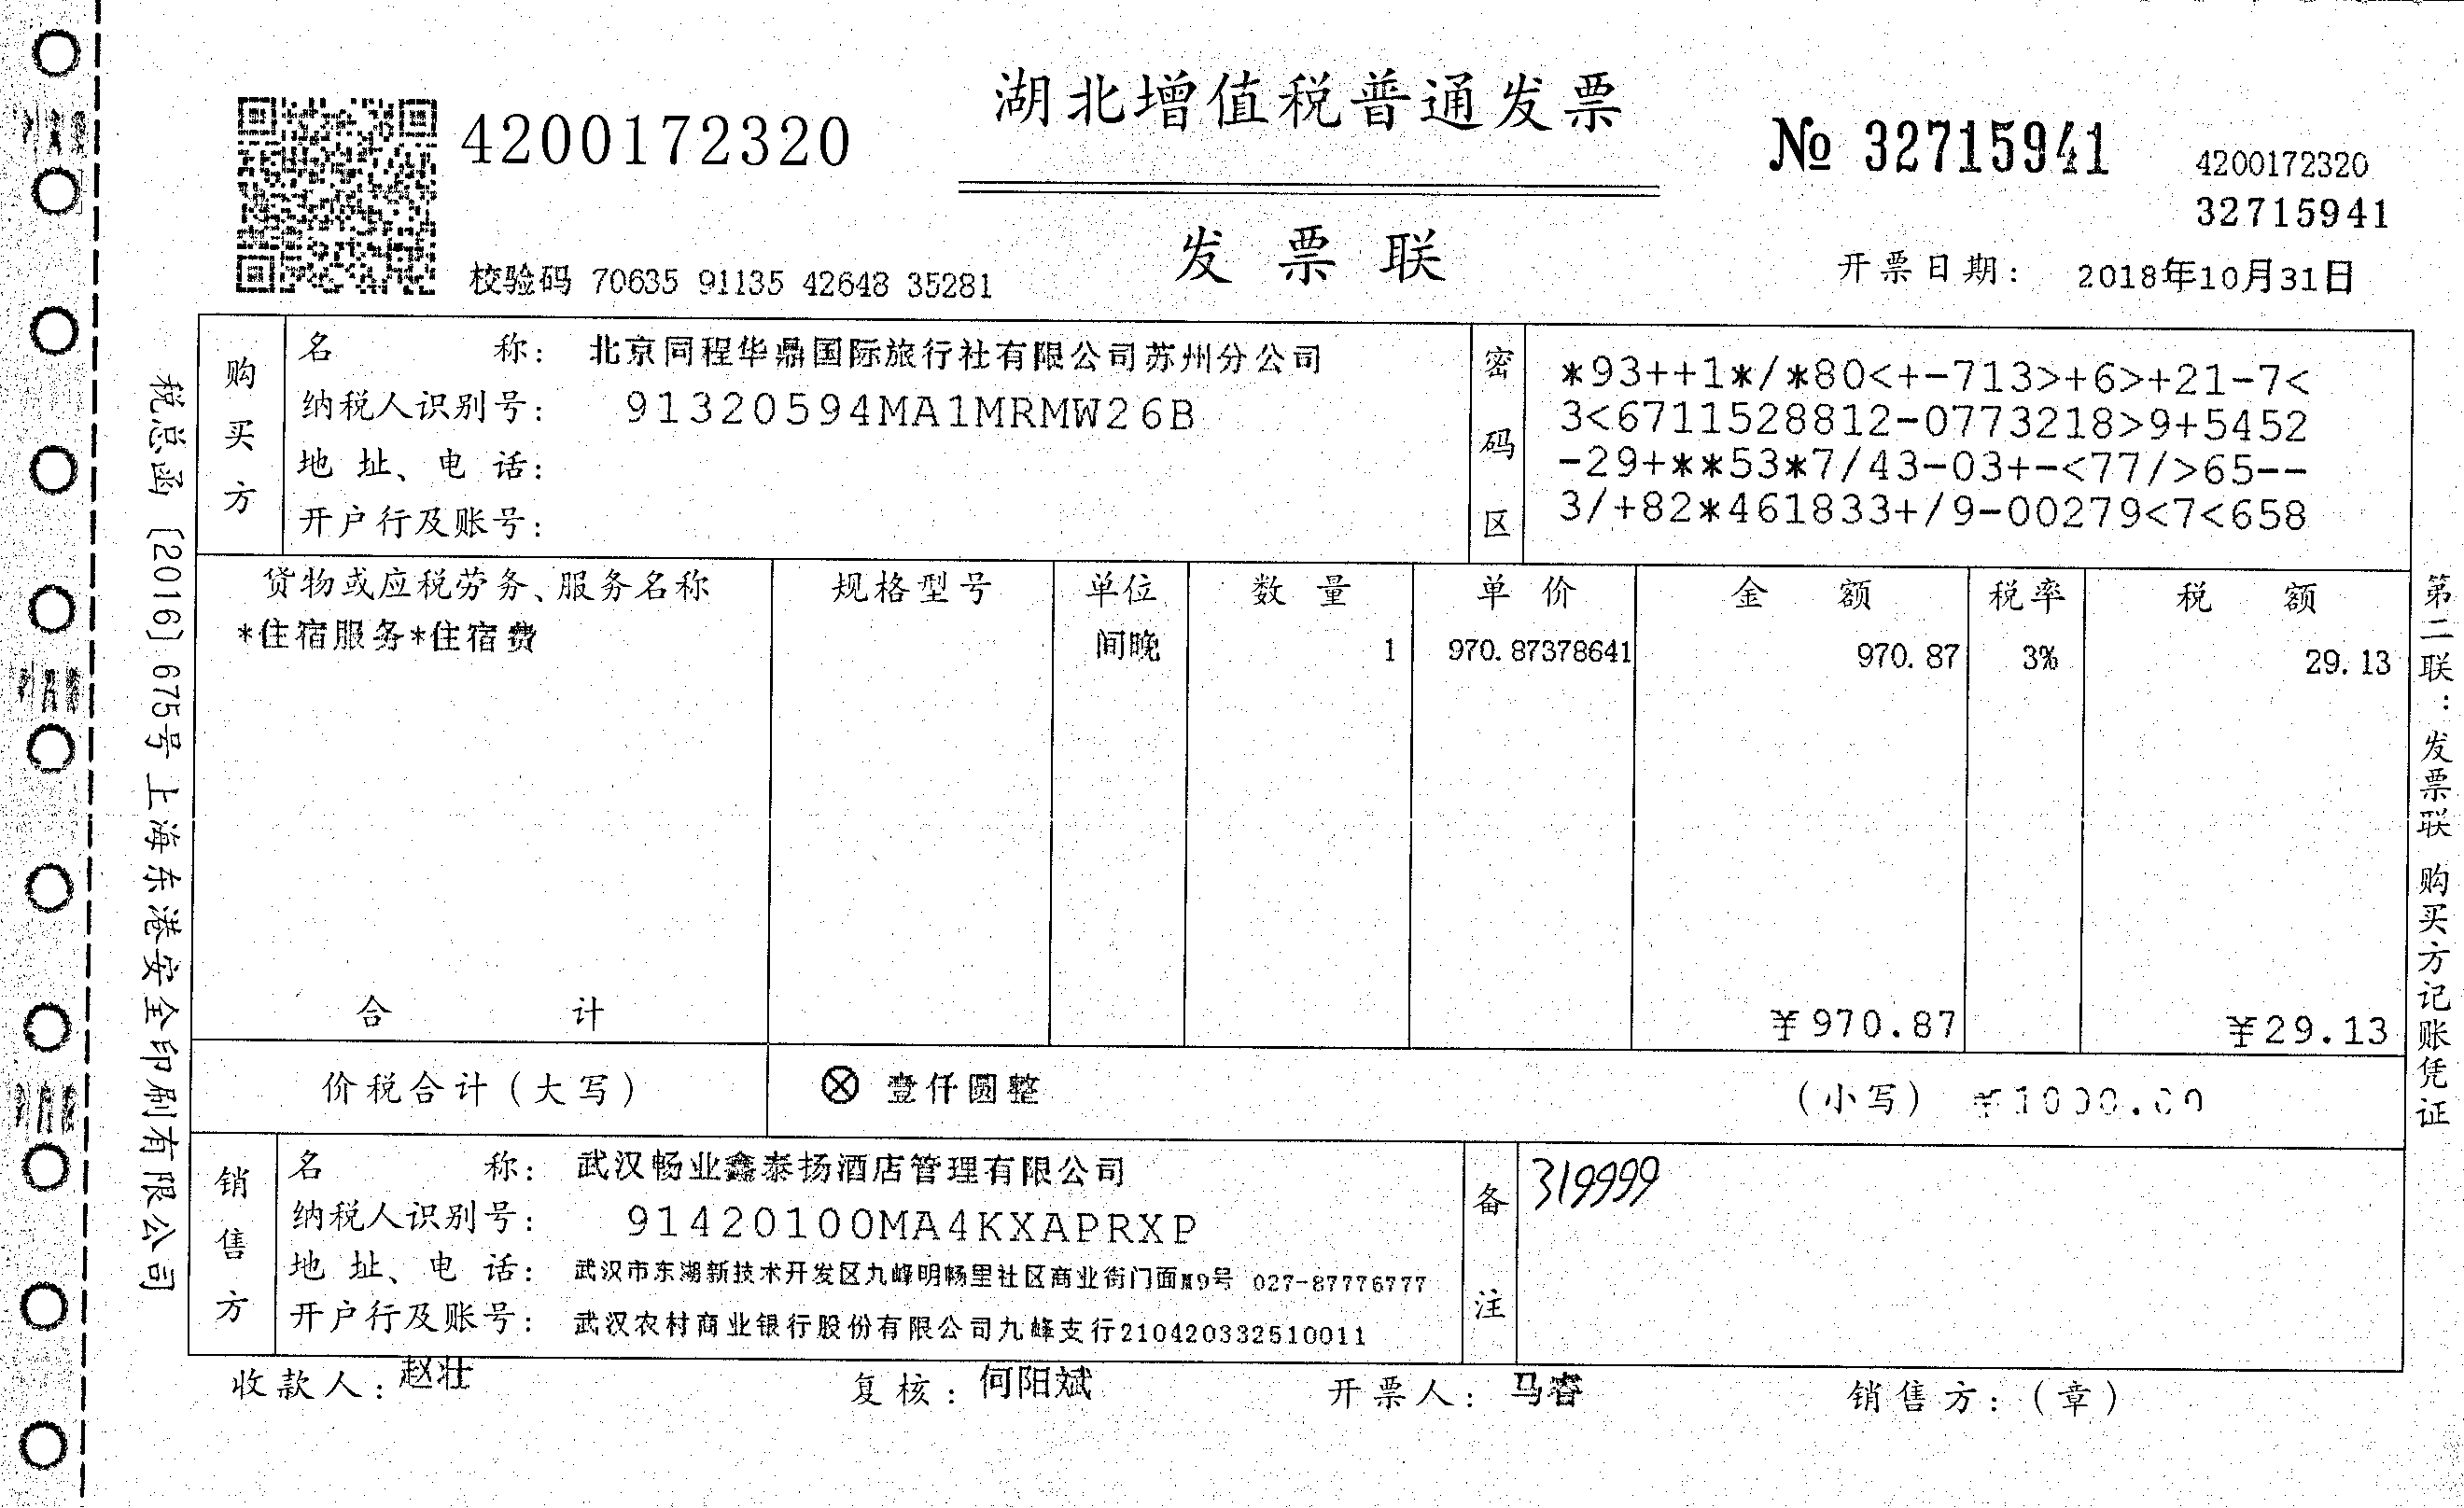 湖北增值税普通发票
4200172320
№ 32715941
4200172320
32715941
发票联
校验码 70635 91135 42648 35281
开票日期: 2018年10月31日
购买方
名称: 北京同程华鼎国际旅行社有限公司苏州分公司
纳税人识别号: 91320594MA1MRMW26B
地址、电话:
开户行及账号:
密码区
*93++1*/*80<+-713>+6>+21-7<
3<6711528812-0773218>9+5452
-29+**53*7/43-03+-<77/>65--
3/+82*461833+/9-00279<7<658
货物或应税劳务、服务名称 规格型号 单位 数量 单价 金额 税率 税额
*住宿服务*住宿费 间晚 1 970.87378641 970.87 3% 29.13
合计 ¥970.87 ¥29.13
价税合计(大写) ⊗ 壹仟圆整 (小写) ¥1000.00
销售方
名称: 武汉畅业鑫泰扬酒店管理有限公司
纳税人识别号: 91420100MA4KXAPRXP
地址、电话: 武汉市东湖新技术开发区九峰明畅里社区商业街门面M9号 027-87776777
开户行及账号: 武汉农村商业银行股份有限公司九峰支行210420332510011
备注
319999
收款人: 赵壮 复核: 何阳斌 开票人: 马睿 销售方:(章)
税总函〔2016〕675号上海东港安全印刷有限公司
第二联:发票联 购买方记账凭证